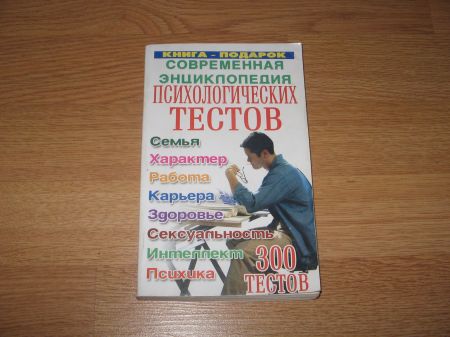 КНИГА - ПОДАРОК
СОВРЕМЕННАЯ
ЭНЦИКЛОПЕДИЯ
ПСИХОЛОГИЧЕСКИХ
ТЕСТОВ
Семья
Характер
Работа
Карьера
Здоровье
Сексуальность
Интеллект
Психика
300
ТЕСТОВ